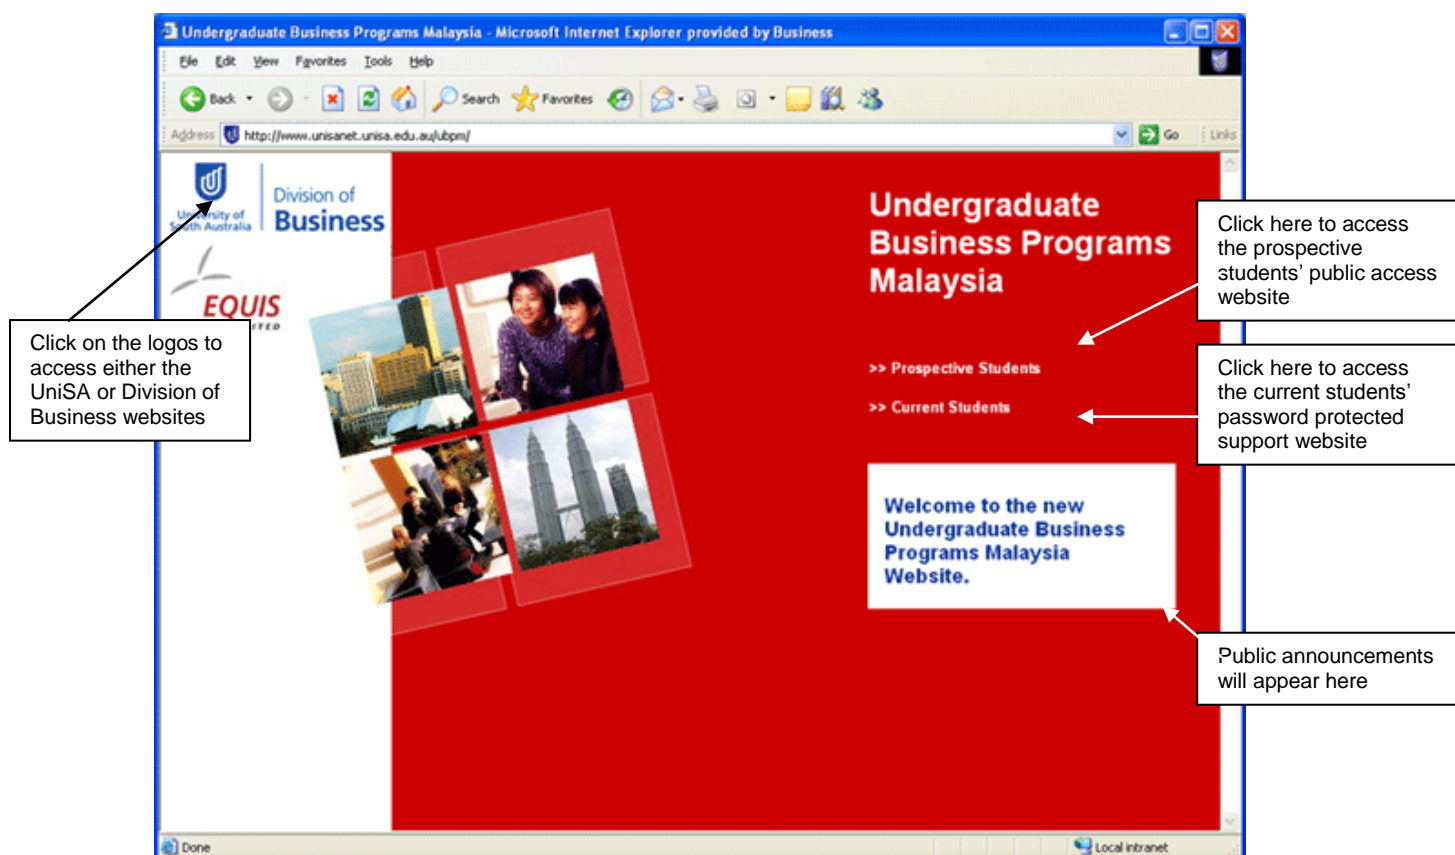 Undergraduate Business Programs Malaysia - Microsoft Internet Explorer provided by Business
File Edit View Favorites Tools Help
Back Search Favorites
Address http://www.unisanet.unisa.edu.au/ubpm/ Go Links
University of
South Australia
Division of
Business
EQUIS
Click on the logos to
access either the
UniSA or Division of
Business websites
Undergraduate
Business Programs
Malaysia
>> Prospective Students
>> Current Students
Welcome to the new
Undergraduate Business
Programs Malaysia
Website.
Click here to access
the prospective
students’ public access
website
Click here to access
the current students’
password protected
support website
Public announcements
will appear here
Done
Local intranet